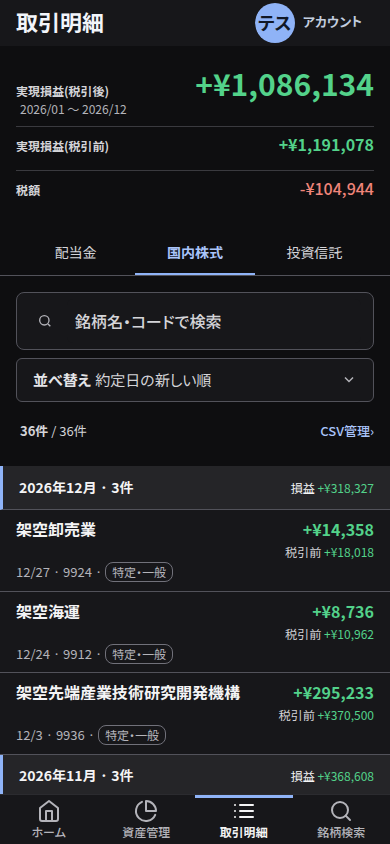 取引明細
テス アカウント
実現損益(税引後) +¥1,086,134
2026/01 ～ 2026/12
実現損益(税引前) +¥1,191,078
税額 -¥104,944
配当金 国内株式 投資信託
銘柄名・コードで検索
並べ替え 約定日の新しい順
36件 / 36件 CSV管理›
2026年12月・3件 損益 +¥318,327
架空卸売業 +¥14,358
税引前 +¥18,018
12/27・9924・特定・一般
架空海運 +¥8,736
税引前 +¥10,962
12/24・9912・特定・一般
架空先端産業技術研究開発機構 +¥295,233
税引前 +¥370,500
12/3・9936・特定・一般
2026年11月・3件 損益 +¥368,608
ホーム 資産管理 取引明細 銘柄検索